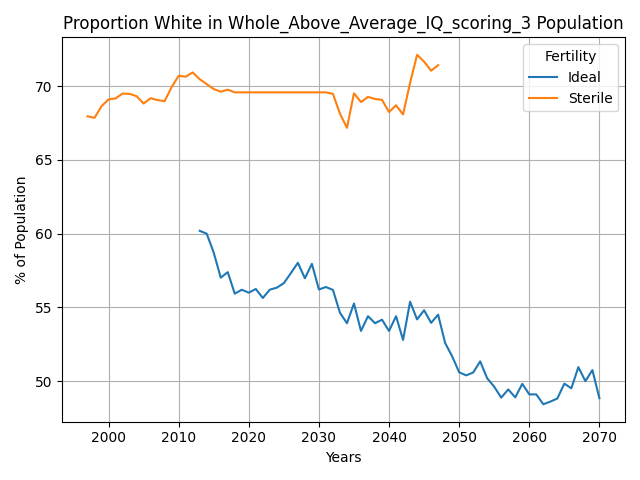 Proportion White in Whole_Above_Average_IQ_scoring_3 Population
Fertility
Ideal
Sterile
% of Population
70
65
60
55
50
2000 2010 2020 2030 2040 2050 2060 2070
Years